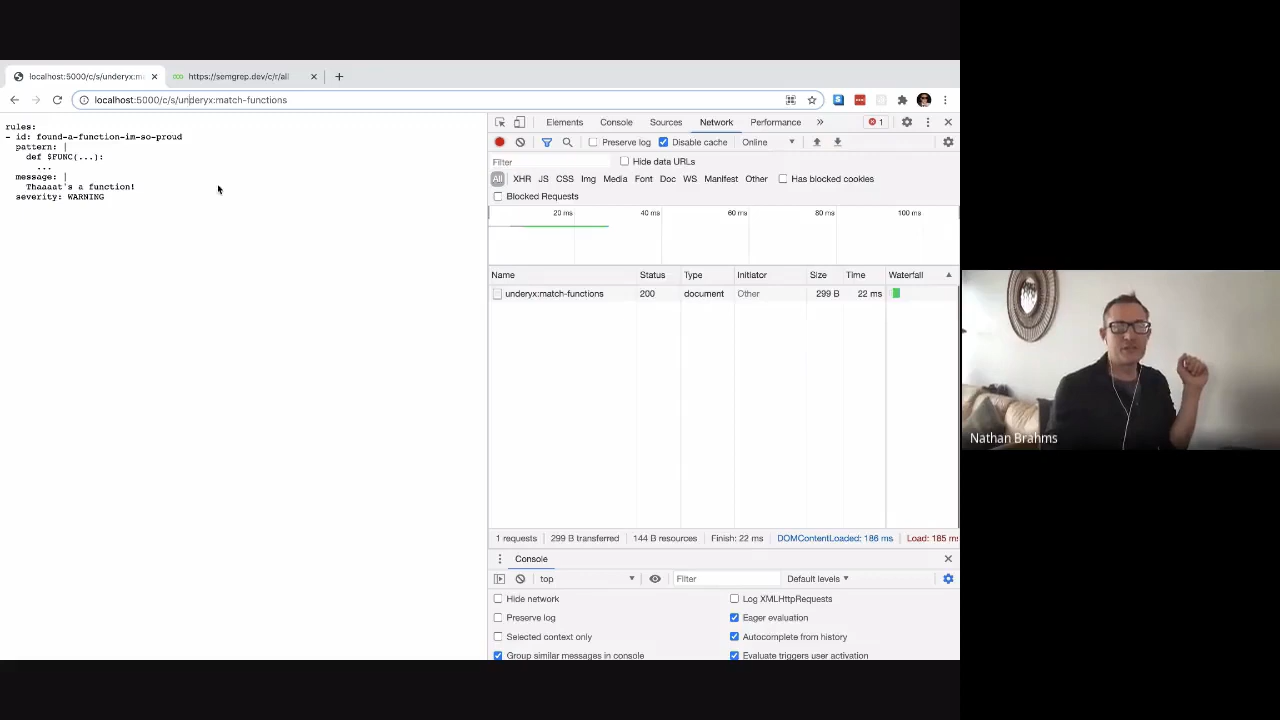 localhost:5000/c/s/underyx:m
https://semgrep.dev/c/r/all
localhost:5000/c/s/underyx:match-functions
rules:
- id: found-a-function-im-so-proud
  pattern: |
    def $FUNC(...):
      ...
  message: |
    Thaaaat's a function!
  severity: WARNING
Elements Console Sources Network Performance » 1
Preserve log Disable cache Online
Filter Hide data URLs
All XHR JS CSS Img Media Font Doc WS Manifest Other Has blocked cookies
Blocked Requests
20 ms 40 ms 60 ms 80 ms 100 ms
Name Status Type Initiator Size Time Waterfall
underyx:match-functions 200 document Other 299 B 22 ms
1 requests 299 B transferred 144 B resources Finish: 22 ms DOMContentLoaded: 186 ms Load: 185 ms
Console
top Filter Default levels
Hide network Log XMLHttpRequests
Preserve log Eager evaluation
Selected context only Autocomplete from history
Group similar messages in console Evaluate triggers user activation
Nathan Brahms